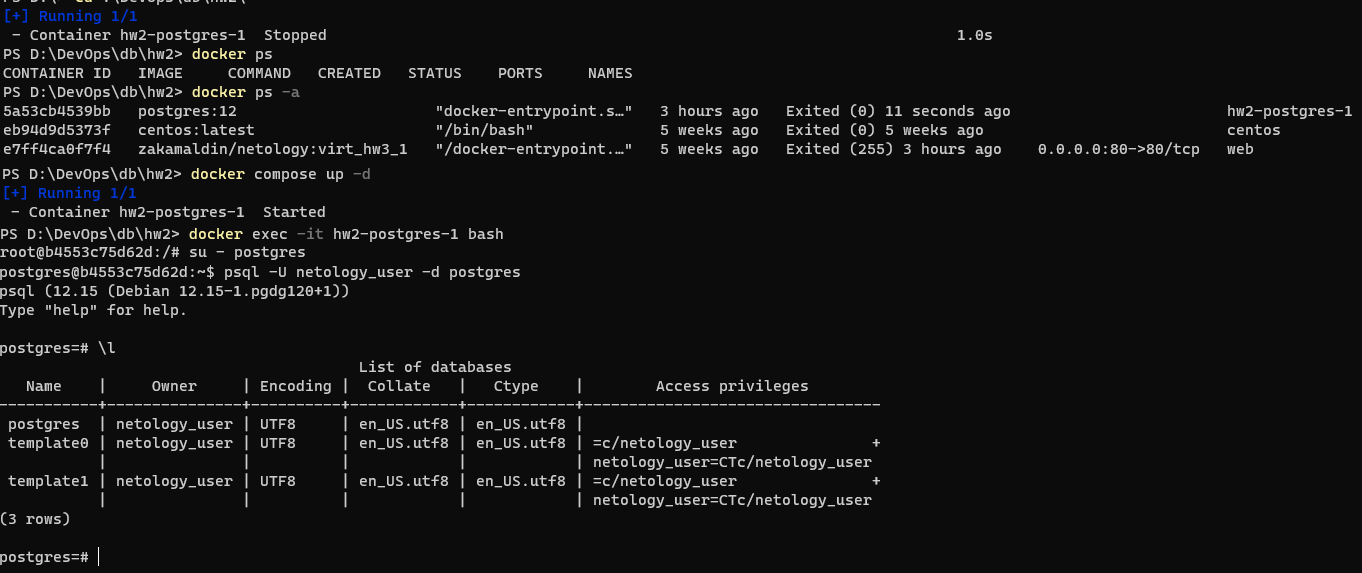 [+] Running 1/1
 - Container hw2-postgres-1  Stopped                                                                      1.0s
PS D:\DevOps\db\hw2> docker ps
CONTAINER ID   IMAGE     COMMAND   CREATED   STATUS    PORTS     NAMES
PS D:\DevOps\db\hw2> docker ps -a
5a53cb4539bb   postgres:12                      "docker-entrypoint.s…"   3 hours ago   Exited (0) 11 seconds ago                        hw2-postgres-1
eb94d9d5373f   centos:latest                    "/bin/bash"              5 weeks ago   Exited (0) 5 weeks ago                           centos
e7ff4ca0f7f4   zakamaldin/netology:virt_hw3_1   "/docker-entrypoint.…"   5 weeks ago   Exited (255) 3 hours ago    0.0.0.0:80->80/tcp   web
PS D:\DevOps\db\hw2> docker compose up -d
[+] Running 1/1
 - Container hw2-postgres-1  Started
PS D:\DevOps\db\hw2> docker exec -it hw2-postgres-1 bash
root@b4553c75d62d:/# su - postgres
postgres@b4553c75d62d:~$ psql -U netology_user -d postgres
psql (12.15 (Debian 12.15-1.pgdg120+1))
Type "help" for help.

postgres=# \l
                                        List of databases
   Name    |     Owner     | Encoding |  Collate   |   Ctype    |        Access privileges
-----------+---------------+----------+------------+------------+---------------------------------
 postgres  | netology_user | UTF8     | en_US.utf8 | en_US.utf8 |
 template0 | netology_user | UTF8     | en_US.utf8 | en_US.utf8 | =c/netology_user               +
           |               |          |            |            | netology_user=CTc/netology_user
 template1 | netology_user | UTF8     | en_US.utf8 | en_US.utf8 | =c/netology_user               +
           |               |          |            |            | netology_user=CTc/netology_user
(3 rows)

postgres=#